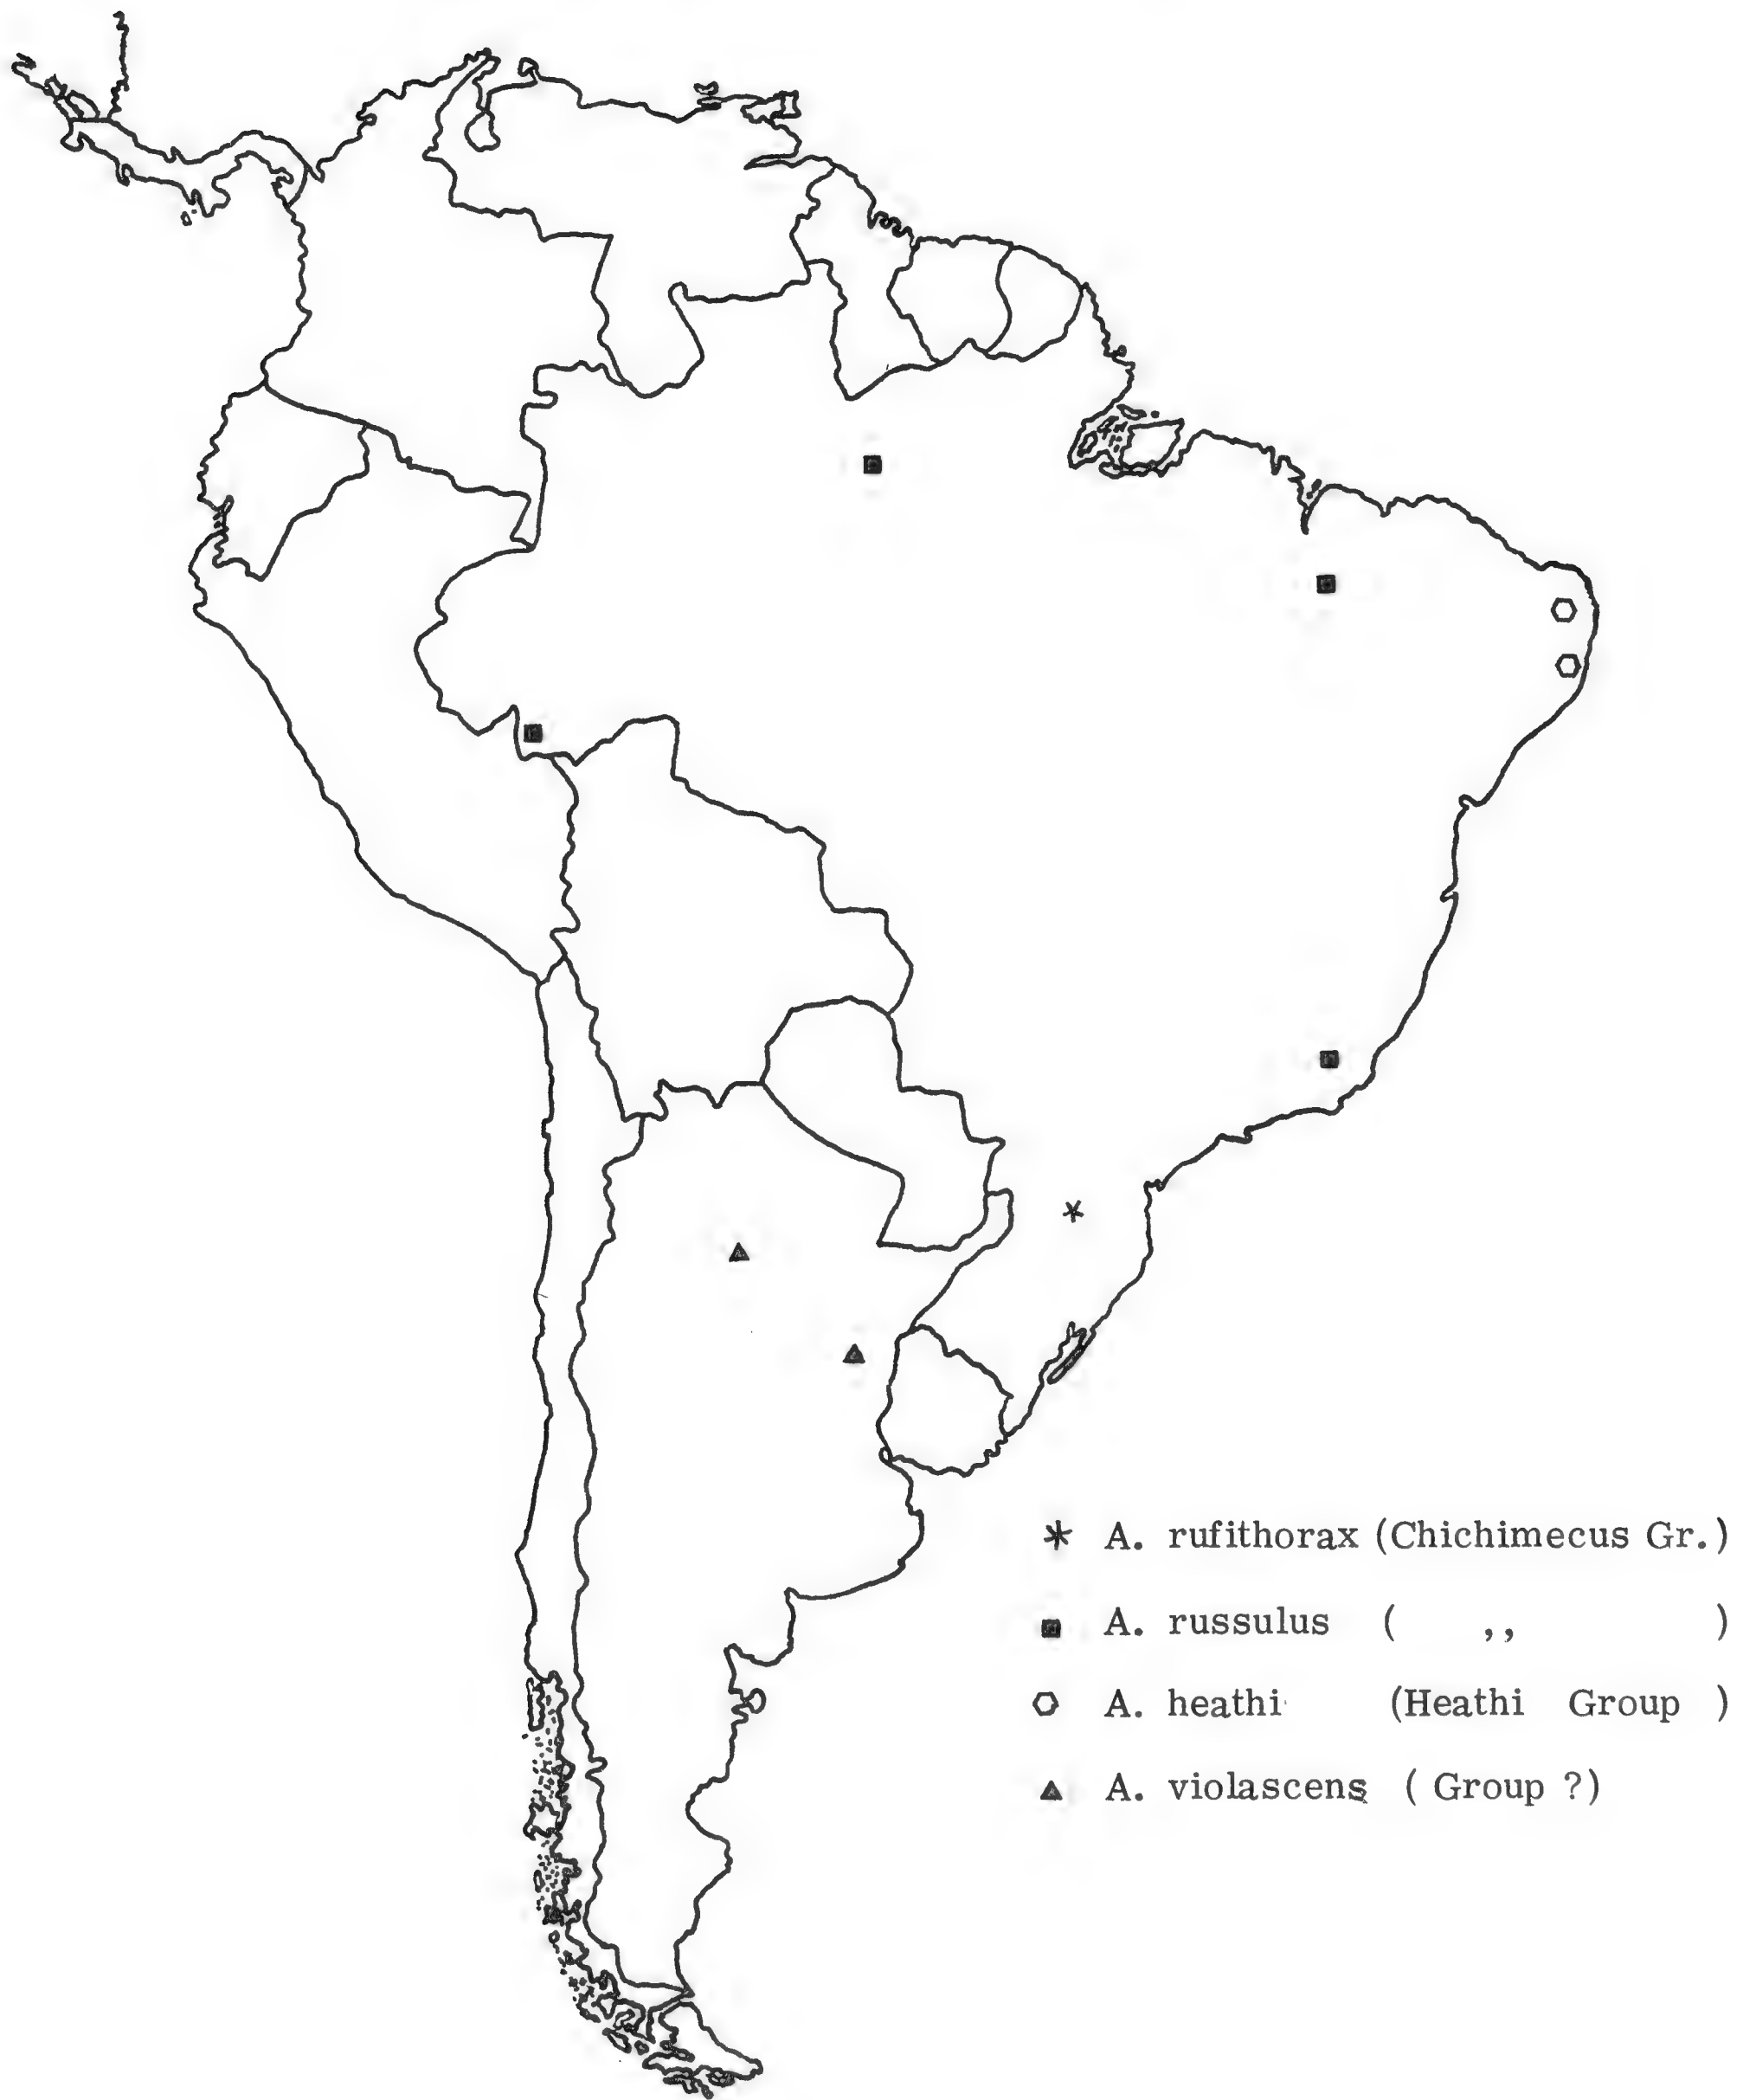 A. rufithorax (Chichimecus Gr.)
A. russulus ( ,, )
A. heathi (Heathi Group )
A. violascens ( Group ?)